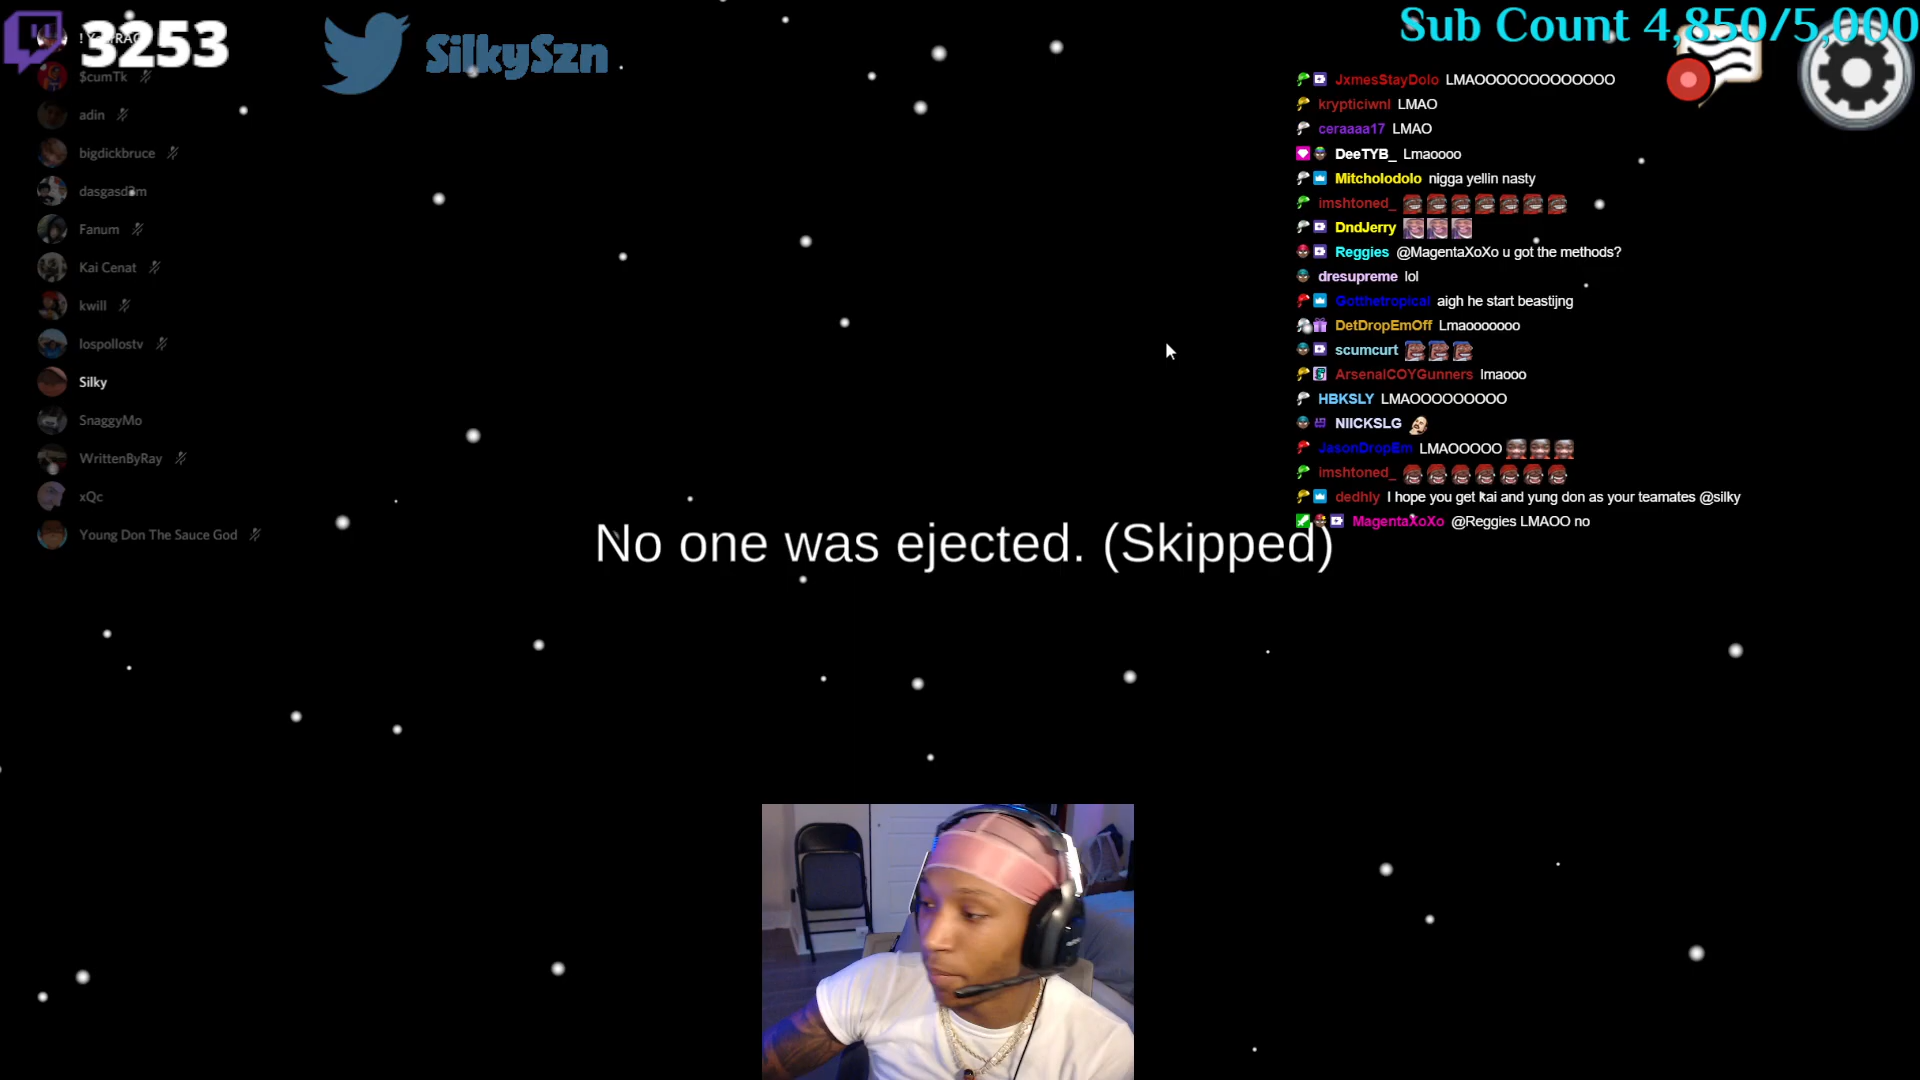 3253
SilkySzn
Sub Count 4,850/5,000
$cumTk
adin
bigdickbruce
Fanum
Kai Cenat
kwill
lospollostv
Silky
SnaggyMo
WrittenByRay
xQc
Young Don The Sauce God
JxmesStayDolo LMAOOOOOOOOOOOOO
krypticiwnl LMAO
ceraaaa17 LMAO
DeeTYB_ Lmaoooo
Mitcholodolo nigga yellin nasty
imshtoned_
DndJerry
Reggies @MagentaXoXo u got the methods?
dresupreme lol
Gotthetropical aigh he start beastijng
DetDropEmOff Lmaooooooo
scumcurt
ArsenalCOYGunners lmaooo
HBKSLY LMAOOOOOOOOO
NIICKSLG
JasonDropEm LMAOOOOO
imshtoned_
dedhly I hope you get kai and yung don as your teamates @silky
MagentaXoXo @Reggies LMAOO no
No one was ejected. (Skipped)